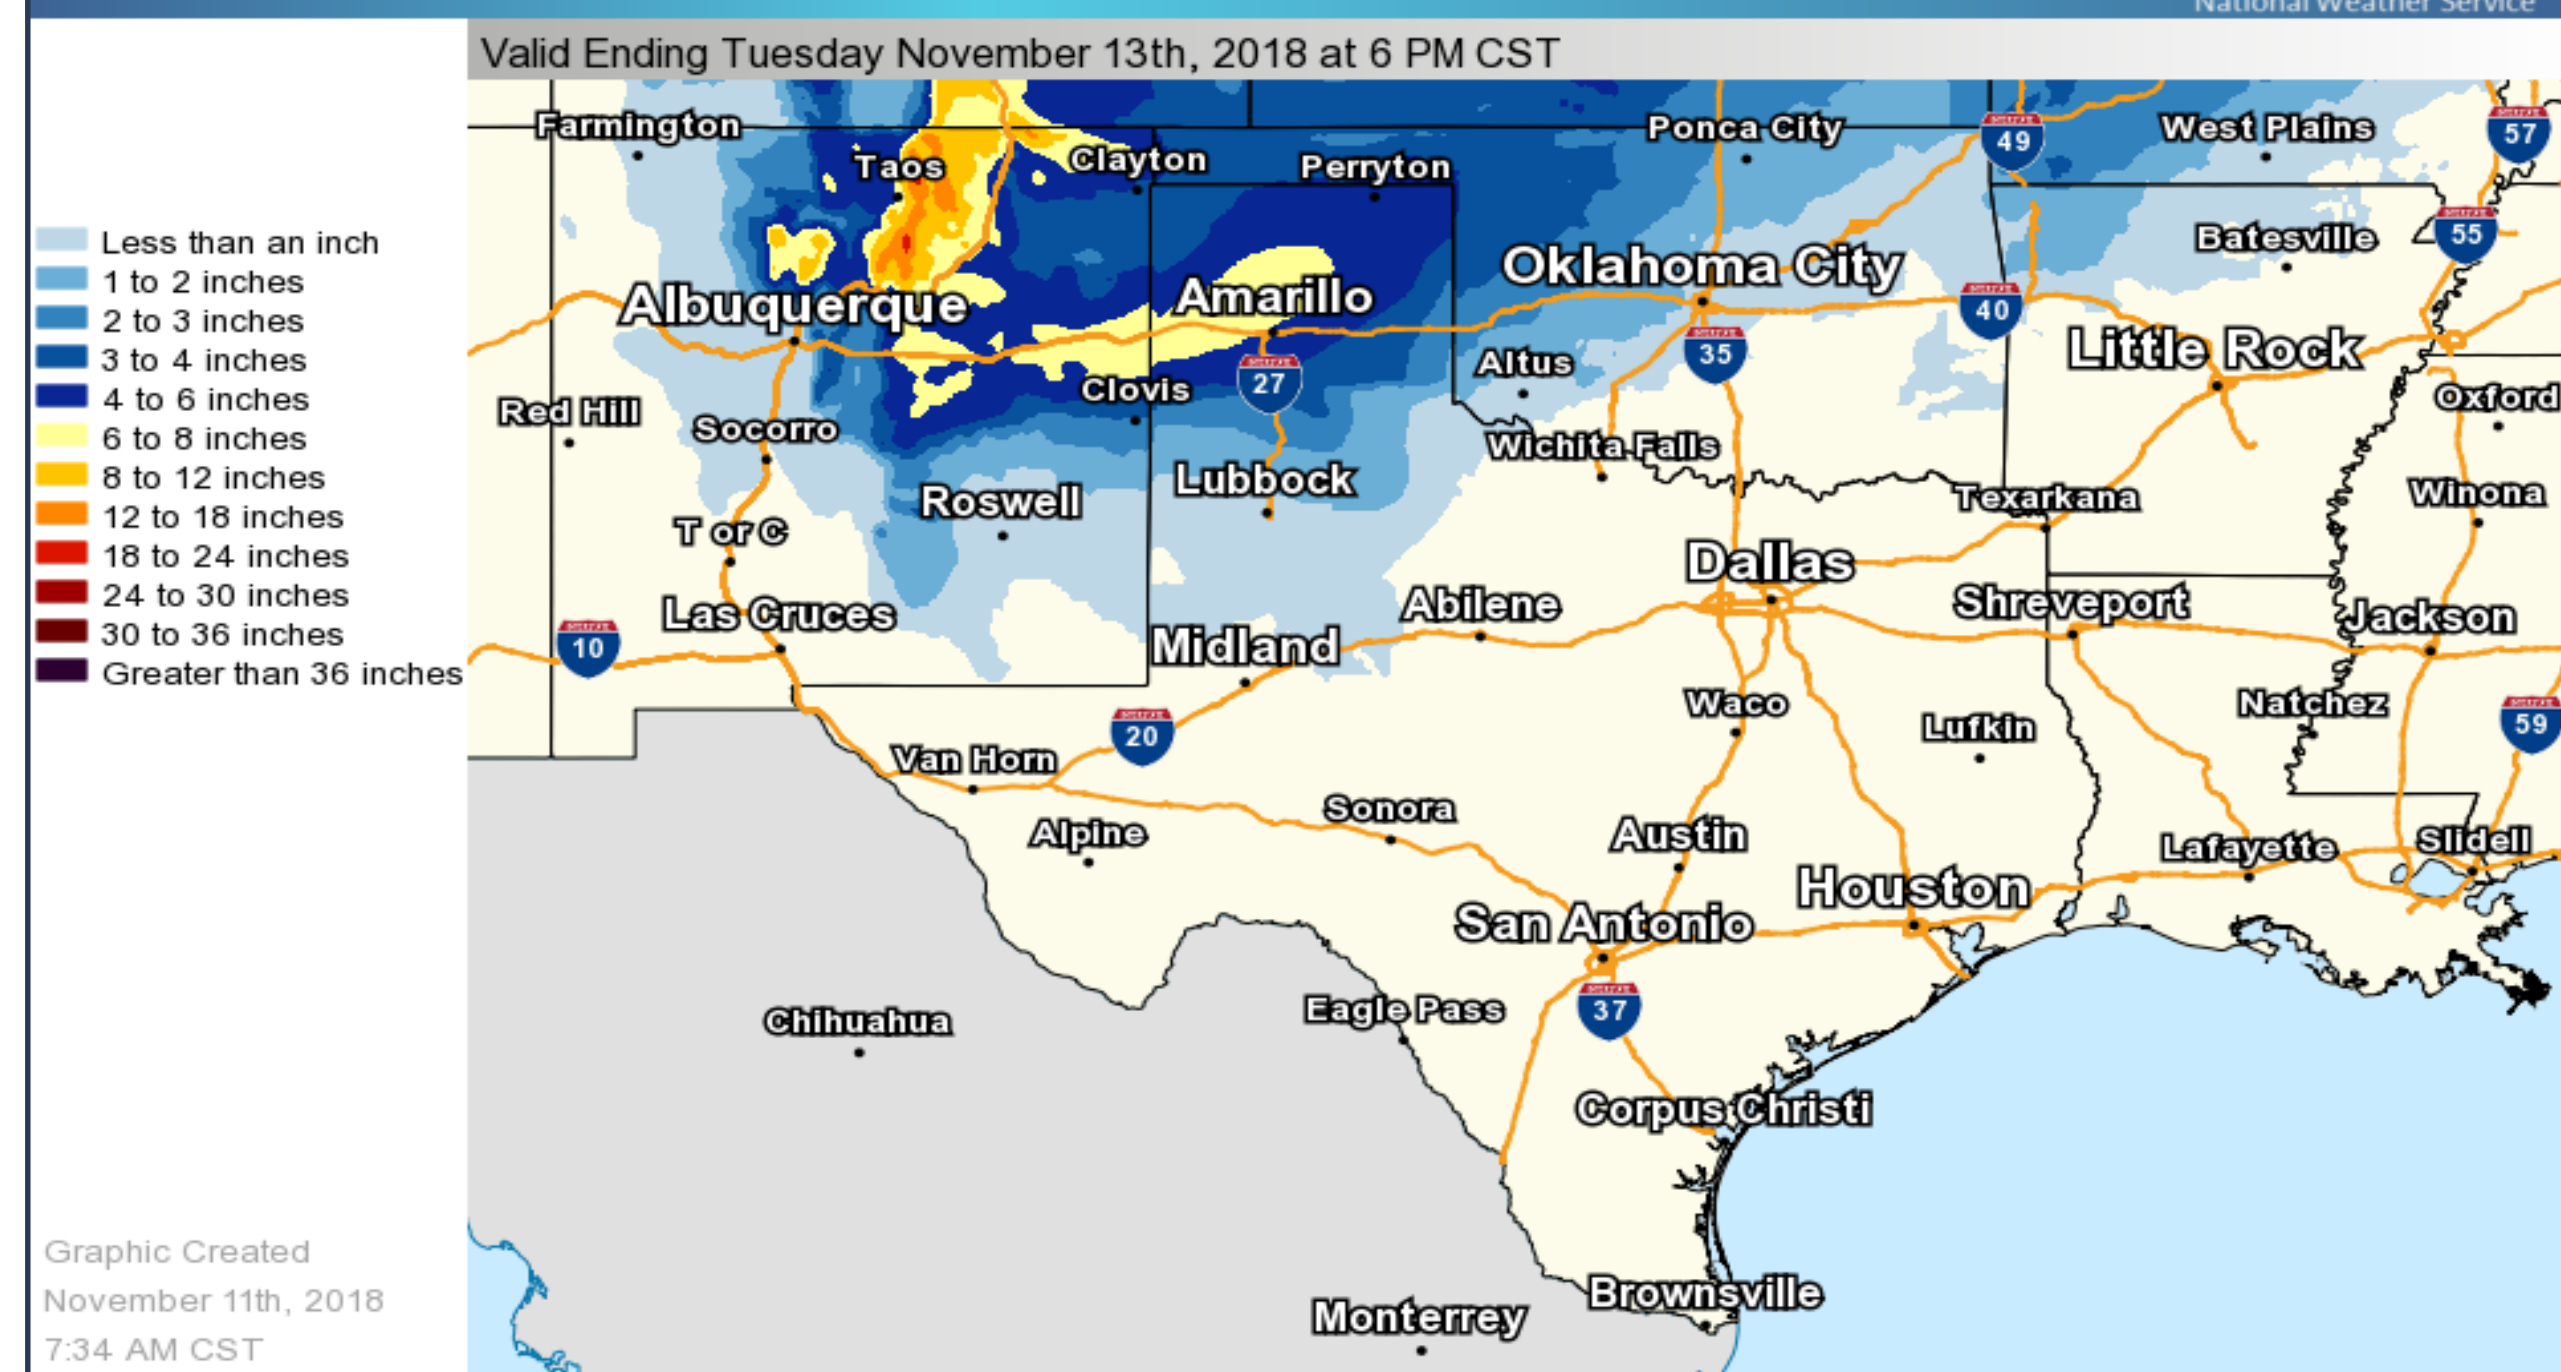 National Weather Service
Valid Ending Tuesday November 13th, 2018 at 6 PM CST
Less than an inch
1 to 2 inches
2 to 3 inches
3 to 4 inches
4 to 6 inches
6 to 8 inches
8 to 12 inches
12 to 18 inches
18 to 24 inches
24 to 30 inches
30 to 36 inches
Greater than 36 inches
Graphic Created
November 11th, 2018
7:34 AM CST
Farmington
Taos
Clayton
Perryton
Ponca City
49
West Plains
57
Albuquerque
Amarillo
Oklahoma City
40
Batesville
55
Red Hill
Socorro
Clovis
27
Altus
35
Little Rock
Oxford
Roswell
Lubbock
Wichita Falls
Texarkana
Winona
T or C
Las Cruces
10
Midland
Abilene
Dallas
Shreveport
Jackson
Van Horn
20
Waco
Lufkin
Natchez
59
Alpine
Sonora
Austin
Houston
Lafayette
Slidell
San Antonio
Chihuahua
Eagle Pass
37
Corpus Christi
Monterrey
Brownsville